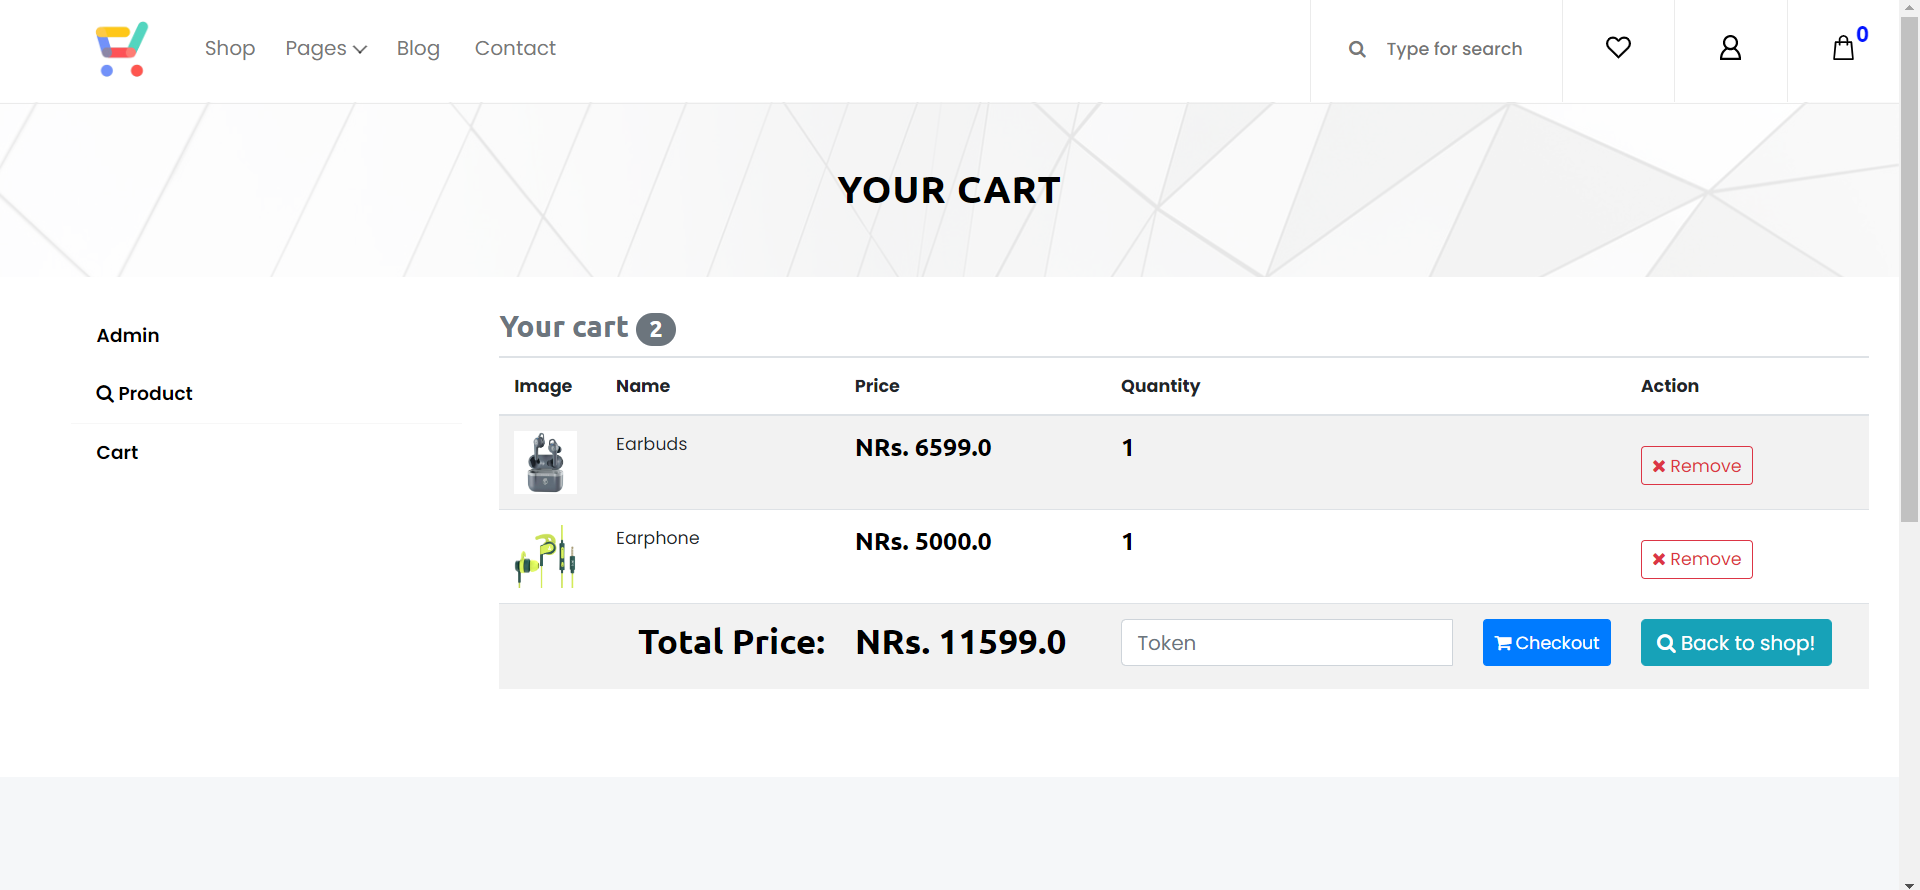 Shop Pages Blog Contact Type for search 0
YOUR CART
Admin
Product
Cart
Your cart 2
Image Name Price Quantity Action
Earbuds NRs. 6599.0 1 Remove
Earphone NRs. 5000.0 1 Remove
Total Price: NRs. 11599.0 Token Checkout Back to shop!